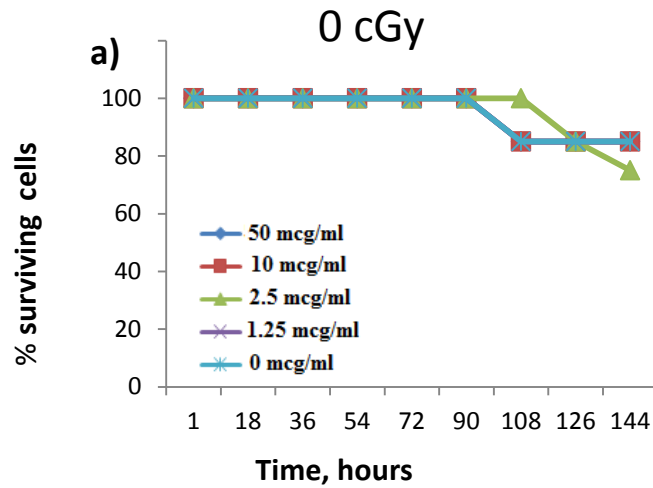 0 cGy
a)
100
80
60
40
20
0
% surviving cells
50 mcg/ml
10 mcg/ml
2.5 mcg/ml
1.25 mcg/ml
0 mcg/ml
1 18 36 54 72 90 108 126 144
Time, hours